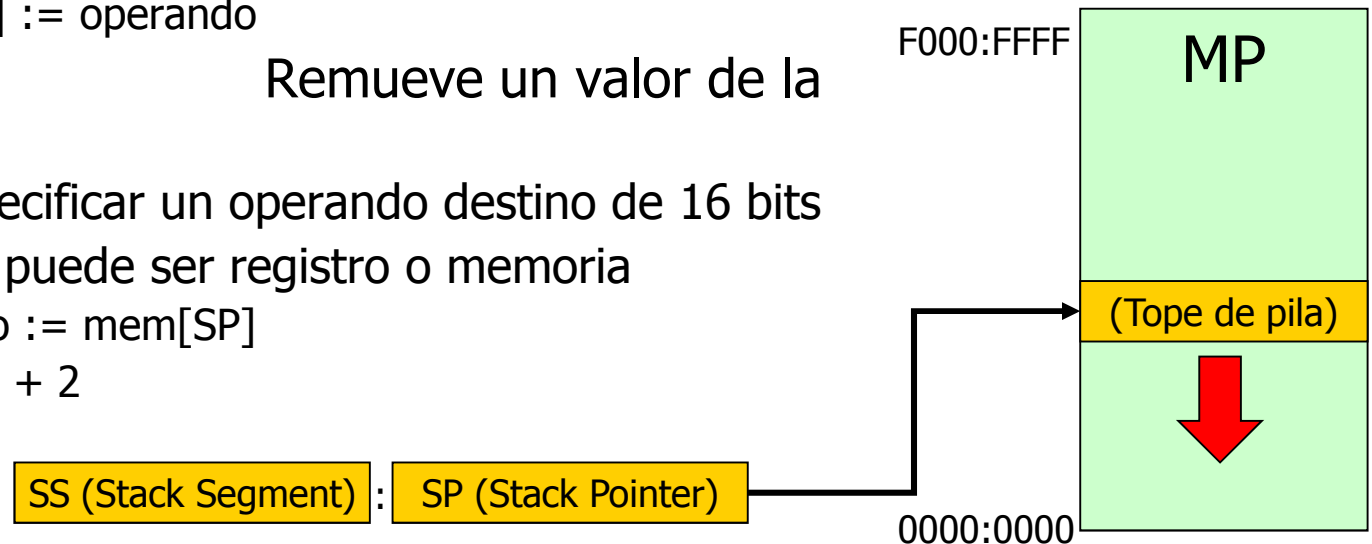 ] := operando
Remueve un valor de la
ecificar un operando destino de 16 bits
puede ser registro o memoria
o := mem[SP]
+ 2
SS (Stack Segment) : SP (Stack Pointer)
F000:FFFF
MP
(Tope de pila)
0000:0000